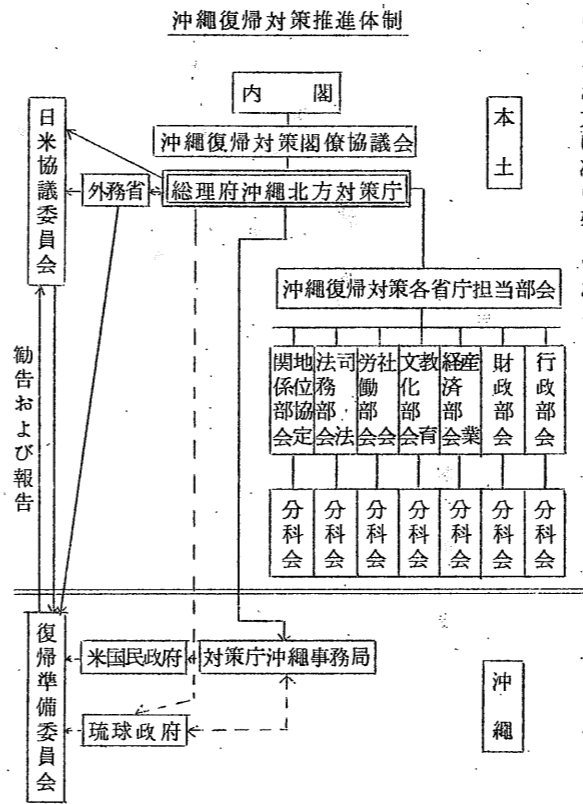 沖縄復帰対策推進体制
内閣
沖縄復帰対策閣僚協議会
本土
日米協議委員会
外務省
総理府沖縄北方対策庁
沖縄復帰対策各省庁担当部会
地位協定関係部会
司法法務部会
社会労働部会
教育文化部会
産業経済部会
財政部会
行政部会
分科会
分科会
分科会
分科会
分科会
分科会
分科会
勧告および報告
復帰準備委員会
米国民政府
対策庁沖縄事務局
琉球政府
沖縄